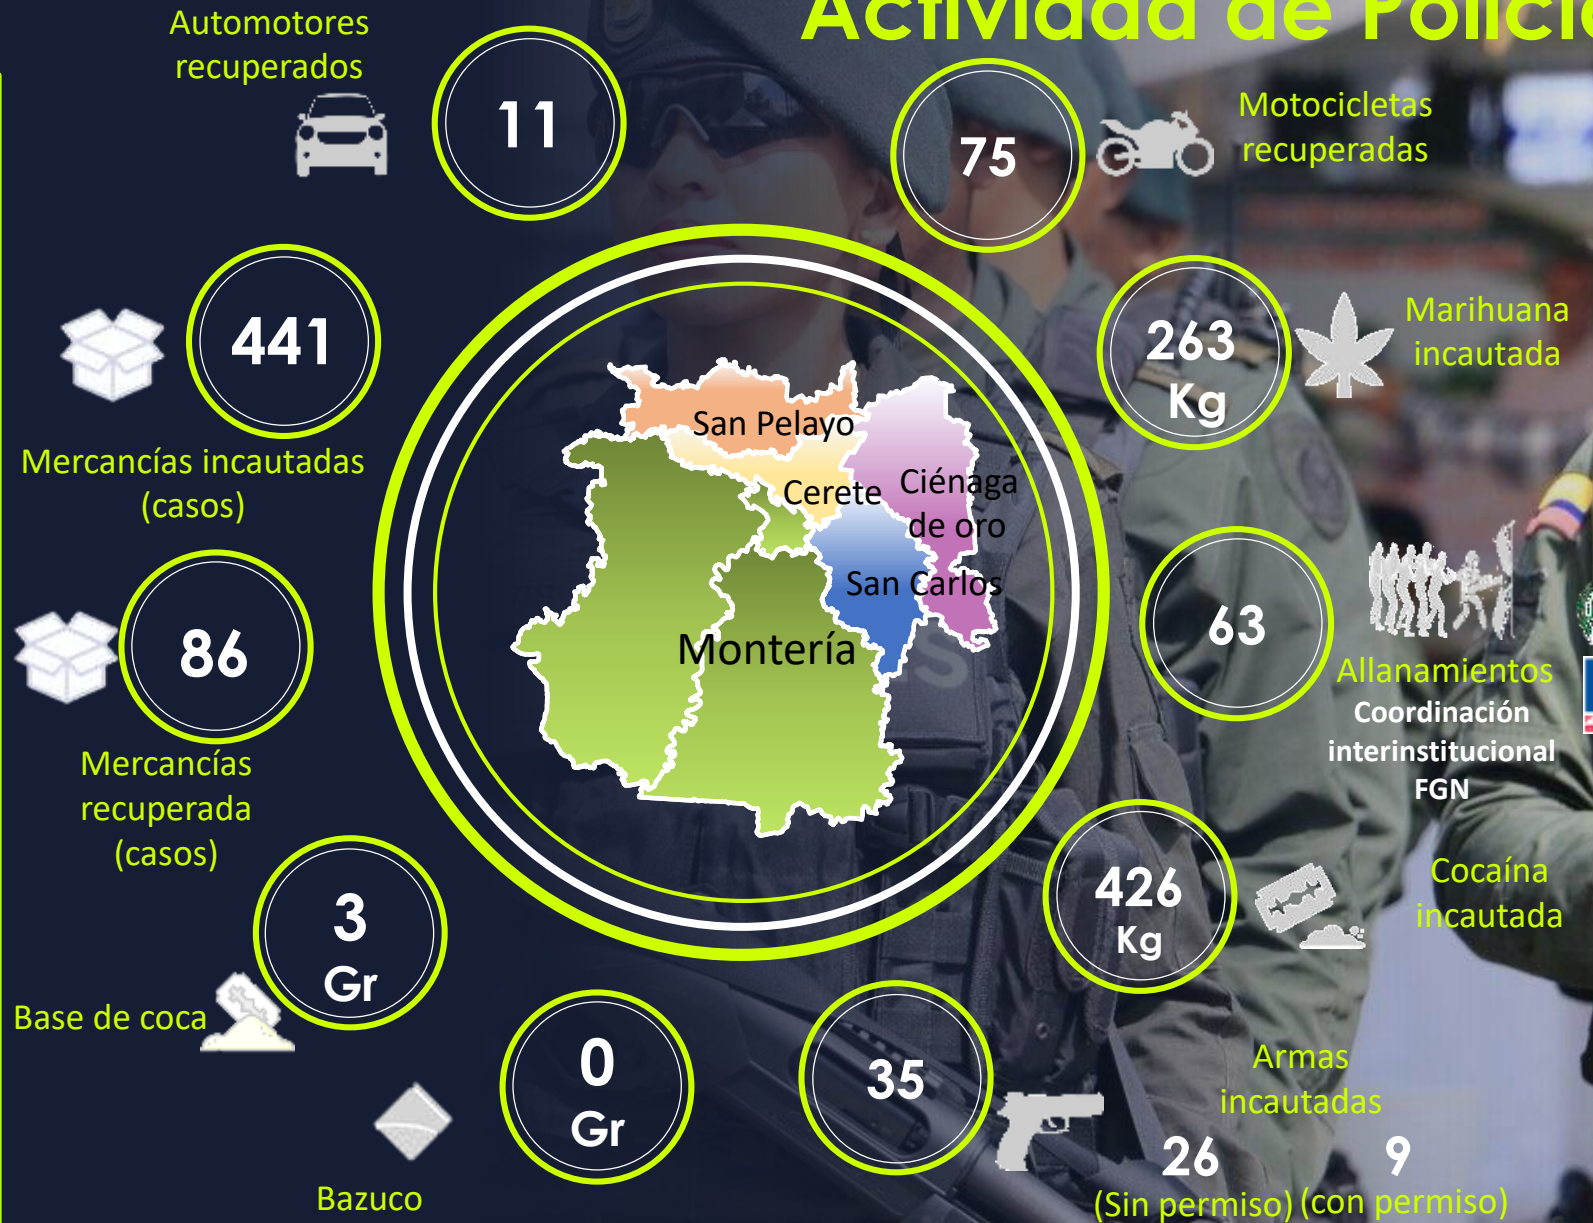 Actividad de Policía
Automotores
recuperados
11
75
Motocicletas
recuperadas
441
Mercancías incautadas
(casos)
263
Kg
Marihuana
incautada
San Pelayo
Cerete
Ciénaga
de oro
San Carlos
Montería
86
Mercancías
recuperada
(casos)
63
Allanamientos
Coordinación
interinstitucional
FGN
3
Gr
Base de coca
426
Kg
Cocaína
incautada
0
Gr
Bazuco
35
Armas
incautadas
26
9
(Sin permiso)
(con permiso)